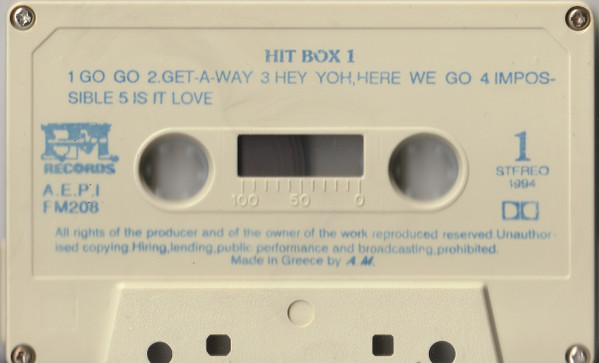 HIT BOX 1
1 GO GO 2.GET-A-WAY 3 HEY YOH,HERE WE GO 4 IMPOS-
SIBLE 5 IS IT LOVE
FM
RECORDS
A.E.P.I
FM208
1
STEREO
1994
100 50 0
All rights of the producer and of the owner of the work reproduced reserved.Unauthor-
ised copying.Hiring,lending,public performance and broadcasting,prohibited.
Made in Greece by A.M.